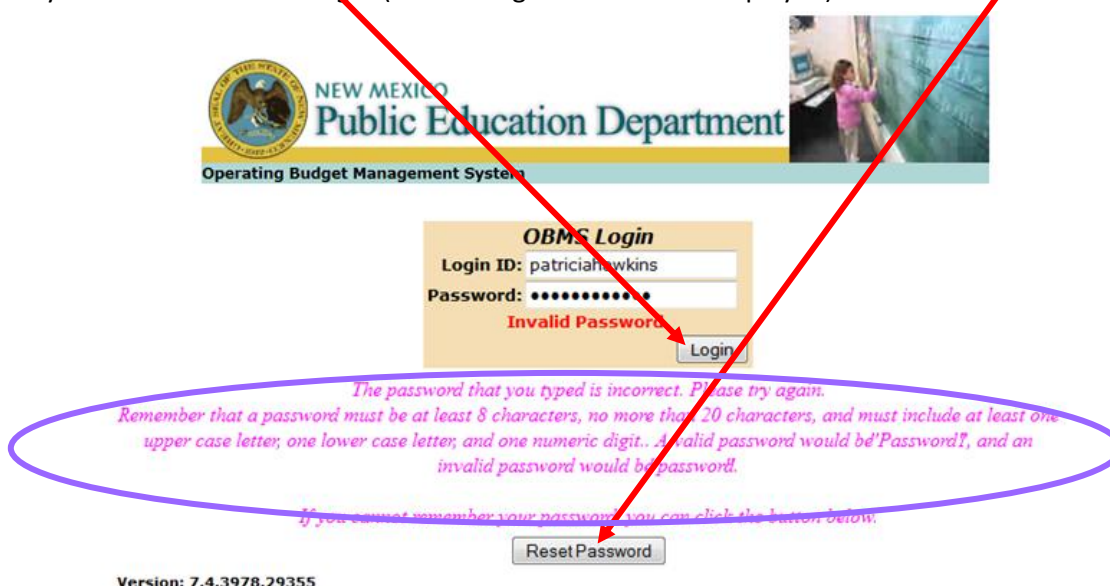 NEW MEXICO
Public Education Department
Operating Budget Management System
OBMS Login
Login ID: patriciahawkins
Password: ●●●●●●●●●●●●
Invalid Password
Login
The password that you typed is incorrect. Please try again.
Remember that a password must be at least 8 characters, no more than 20 characters, and must include at least one
upper case letter, one lower case letter, and one numeric digit.. A valid password would be'Password1', and an
invalid password would be
If you cannot remember your password, you can click the button below.
Reset Password
Version: 7.4.3978.29355